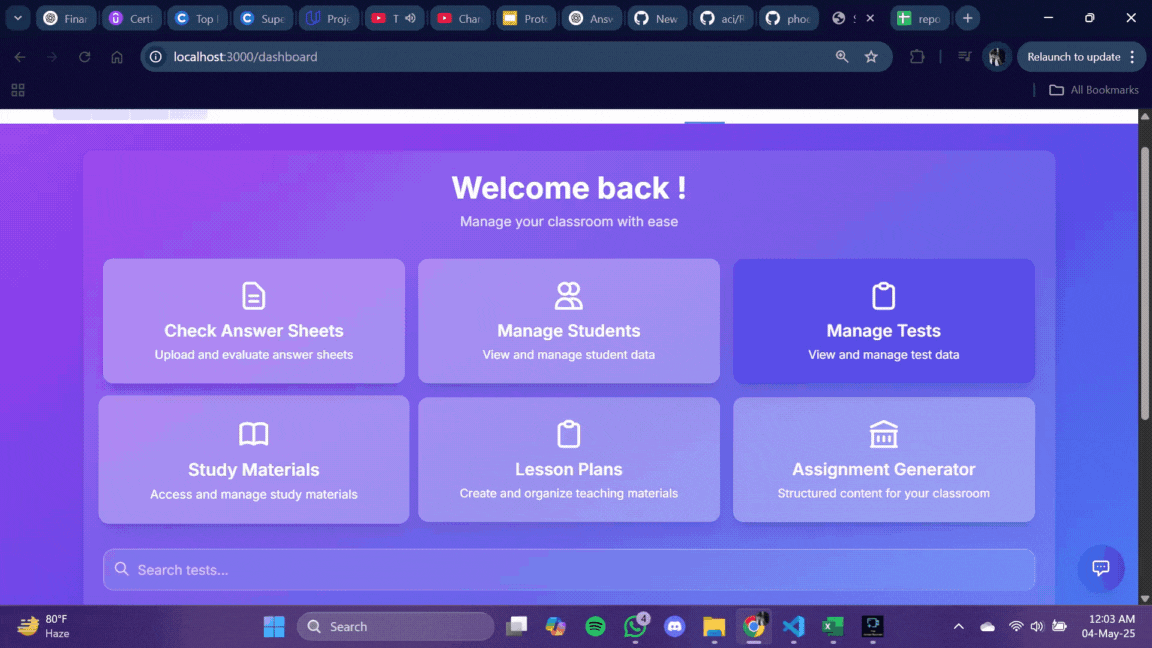 Finar
Certi
Top I
Supe
Proje
T
Char
Prote
Answ
New
aci/R
phoe
repo
localhost:3000/dashboard
Relaunch to update
All Bookmarks
Welcome back !
Manage your classroom with ease
Check Answer Sheets
Upload and evaluate answer sheets
Manage Students
View and manage student data
Manage Tests
View and manage test data
Study Materials
Access and manage study materials
Lesson Plans
Create and organize teaching materials
Assignment Generator
Structured content for your classroom
Search tests...
80°F
Haze
Search
4
12:03 AM
04-May-25